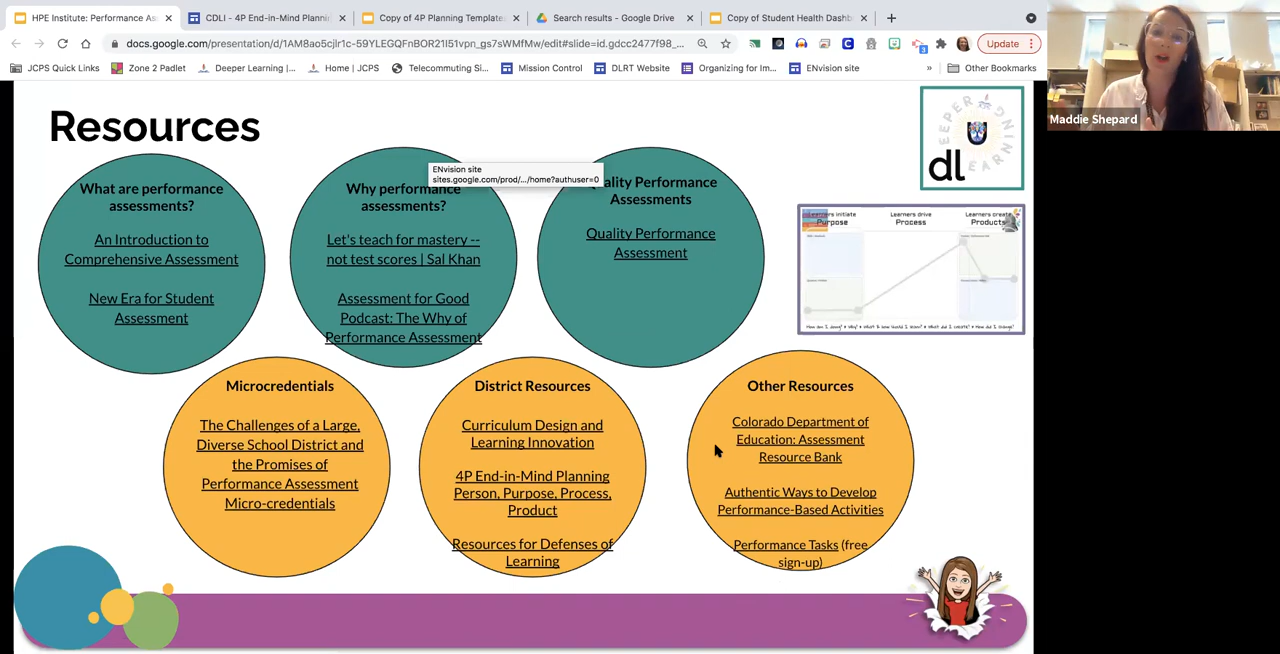 HPE Institute: Performance As
CDLI - 4P End-in-Mind Plannin
Copy of 4P Planning Template
Search results - Google Drive
Copy of Student Health Dashb
docs.google.com/presentation/d/1AM8ao5cjlr1c-59YLEGQFnBOR21I51vpn_gs7sWMfMw/edit#slide=id.gdcc2477f98_...
Update
JCPS Quick Links
Zone 2 Padlet
Deeper Learning |...
Home | JCPS
Telecommuting Si...
Mission Control
DLRT Website
Organizing for Im...
ENvision site
»
Other Bookmarks
Maddie Shepard
Resources
DEEPER LEARNING
dl
ENvision site
sites.google.com/prod/.../home?authuser=0
What are performance
assessments?
An Introduction to
Comprehensive Assessment
New Era for Student
Assessment
Why performance
assessments?
Let's teach for mastery --
not test scores | Sal Khan
Assessment for Good
Podcast: The Why of
Performance Assessment
uality Performance
Assessments
Quality Performance
Assessment
Learners initiate
Purpose
Learners drive
Process
Learners create
Products
Microcredentials
The Challenges of a Large,
Diverse School District and
the Promises of
Performance Assessment
Micro-credentials
District Resources
Curriculum Design and
Learning Innovation
4P End-in-Mind Planning
Person, Purpose, Process,
Product
Resources for Defenses of
Learning
Other Resources
Colorado Department of
Education: Assessment
Resource Bank
Authentic Ways to Develop
Performance-Based Activities
Performance Tasks (free
sign-up)